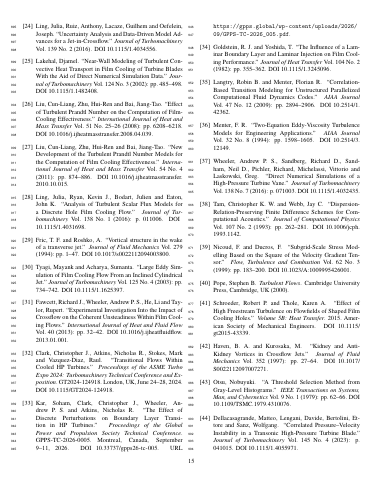 [24] Ling, Julia, Rutz, Anthony, Lacaze, Guilhem and Oefelein,
Joseph. "Uncertainty Analysis and Data-Driven Model Advances
for a Jet-in-Crossflow." Journal of Turbomachinery
Vol. 139 No. 2 (2016). DOI 10.1115/1.4034556.
[25] Lakehal, Djamel. "Near-Wall Modeling of Turbulent Convective
Heat Transport in Film Cooling of Turbine Blades
With the Aid of Direct Numerical Simulation Data." Journal
of Turbomachinery Vol. 124 No. 3 (2002): pp. 485–498.
DOI 10.1115/1.1482408.
[26] Liu, Cun-Liang, Zhu, Hui-Ren and Bai, Jiang-Tao. "Effect
of Turbulent Prandtl Number on the Computation of Film-
Cooling Effectiveness." International Journal of Heat and
Mass Transfer Vol. 51 No. 25–26 (2008): pp. 6208–6218.
DOI 10.1016/j.ijheatmasstransfer.2008.04.039.
[27] Liu, Cun-Liang, Zhu, Hui-Ren and Bai, Jiang-Tao. "New
Development of the Turbulent Prandtl Number Models for
the Computation of Film Cooling Effectiveness." International
Journal of Heat and Mass Transfer Vol. 54 No. 4
(2011): pp. 874–886. DOI 10.1016/j.ijheatmasstransfer.
2010.10.015.
[28] Ling, Julia, Ryan, Kevin J., Bodart, Julien and Eaton,
John K. "Analysis of Turbulent Scalar Flux Models for
a Discrete Hole Film Cooling Flow." Journal of Turbomachinery
Vol. 138 No. 1 (2016): p. 011006. DOI
10.1115/1.4031698.
[29] Fric, T. F. and Roshko, A. "Vortical structure in the wake
of a transverse jet." Journal of Fluid Mechanics Vol. 279
(1994): pp. 1–47. DOI 10.1017/s0022112094003800.
[30] Tyagi, Mayank and Acharya, Sumanta. "Large Eddy Simulation
of Film Cooling Flow From an Inclined Cylindrical
Jet." Journal of Turbomachinery Vol. 125 No. 4 (2003): pp.
734–742. DOI 10.1115/1.1625397.
[31] Fawcett, Richard J., Wheeler, Andrew P. S., He, Li and Taylor,
Rupert. "Experimental Investigation Into the Impact of
Crossflow on the Coherent Unsteadiness Within Film Cooling
Flows." International Journal of Heat and Fluid Flow
Vol. 40 (2013): pp. 32–42. DOI 10.1016/j.ijheatfluidflow.
2013.01.001.
[32] Clark, Christopher J., Atkins, Nicholas R., Stokes, Mark
and Vazquez-Diaz, Raul. "Transitional Flows Within
Cooled HP Turbines." Proceedings of the ASME Turbo
Expo 2024: Turbomachinery Technical Conference and Exposition.
GT2024-124918. London, UK, June 24–28, 2024.
DOI 10.1115/GT2024-124918.
[33] Kar, Soham, Clark, Christopher J., Wheeler, Andrew
P. S. and Atkins, Nicholas R. "The Effect of
Discrete Perturbations on Boundary Layer Transition
in HP Turbines." Proceedings of the Global
Power and Propulsion Society Technical Conference.
GPPS-TC-2026-0005. Montreal, Canada, September
9–11, 2026. DOI 10.33737/gpps26-tc-005. URL
https://gpps.global/wp-content/uploads/2026/
09/GPPS-TC-2026_005.pdf.
[34] Goldstein, R. J. and Yoshida, T. "The Influence of a Laminar
Boundary Layer and Laminar Injection on Film Cooling
Performance." Journal of Heat Transfer Vol. 104 No. 2
(1982): pp. 355–362. DOI 10.1115/1.3245096.
[35] Langtry, Robin B. and Menter, Florian R. "Correlation-
Based Transition Modeling for Unstructured Parallelized
Computational Fluid Dynamics Codes." AIAA Journal
Vol. 47 No. 12 (2009): pp. 2894–2906. DOI 10.2514/1.
42362.
[36] Menter, F. R. "Two-Equation Eddy-Viscosity Turbulence
Models for Engineering Applications." AIAA Journal
Vol. 32 No. 8 (1994): pp. 1598–1605. DOI 10.2514/3.
12149.
[37] Wheeler, Andrew P. S., Sandberg, Richard D., Sandham,
Neil D., Pichler, Richard, Michelassi, Vittorio and
Laskowski, Greg. "Direct Numerical Simulations of a
High-Pressure Turbine Vane." Journal of Turbomachinery
Vol. 138 No. 7 (2016): p. 071003. DOI 10.1115/1.4032435.
[38] Tam, Christopher K. W. and Webb, Jay C. "Dispersion-
Relation-Preserving Finite Difference Schemes for Computational
Acoustics." Journal of Computational Physics
Vol. 107 No. 2 (1993): pp. 262–281. DOI 10.1006/jcph.
1993.1142.
[39] Nicoud, F. and Ducros, F. "Subgrid-Scale Stress Modelling
Based on the Square of the Velocity Gradient Tensor."
Flow, Turbulence and Combustion Vol. 62 No. 3
(1999): pp. 183–200. DOI 10.1023/A:1009995426001.
[40] Pope, Stephen B. Turbulent Flows. Cambridge University
Press, Cambridge, UK (2000).
[41] Schroeder, Robert P. and Thole, Karen A. "Effect of
High Freestream Turbulence on Flowfields of Shaped Film
Cooling Holes." Volume 5B: Heat Transfer. 2015. American
Society of Mechanical Engineers. DOI 10.1115/
gt2015-43339.
[42] Haven, B. A. and Kurosaka, M. "Kidney and Anti-
Kidney Vortices in Crossflow Jets." Journal of Fluid
Mechanics Vol. 352 (1997): pp. 27–64. DOI 10.1017/
S0022112097007271.
[43] Otsu, Nobuyuki. "A Threshold Selection Method from
Gray-Level Histograms." IEEE Transactions on Systems,
Man, and Cybernetics Vol. 9 No. 1 (1979): pp. 62–66. DOI
10.1109/TSMC.1979.4310076.
[44] Dellacasagrande, Matteo, Lengani, Davide, Bertolini, Ettore
and Sanz, Wolfgang. "Correlated Pressure–Velocity
Instability in a Transonic High-Pressure Turbine Blade."
Journal of Turbomachinery Vol. 145 No. 4 (2023): p.
041015. DOI 10.1115/1.4055971.
15